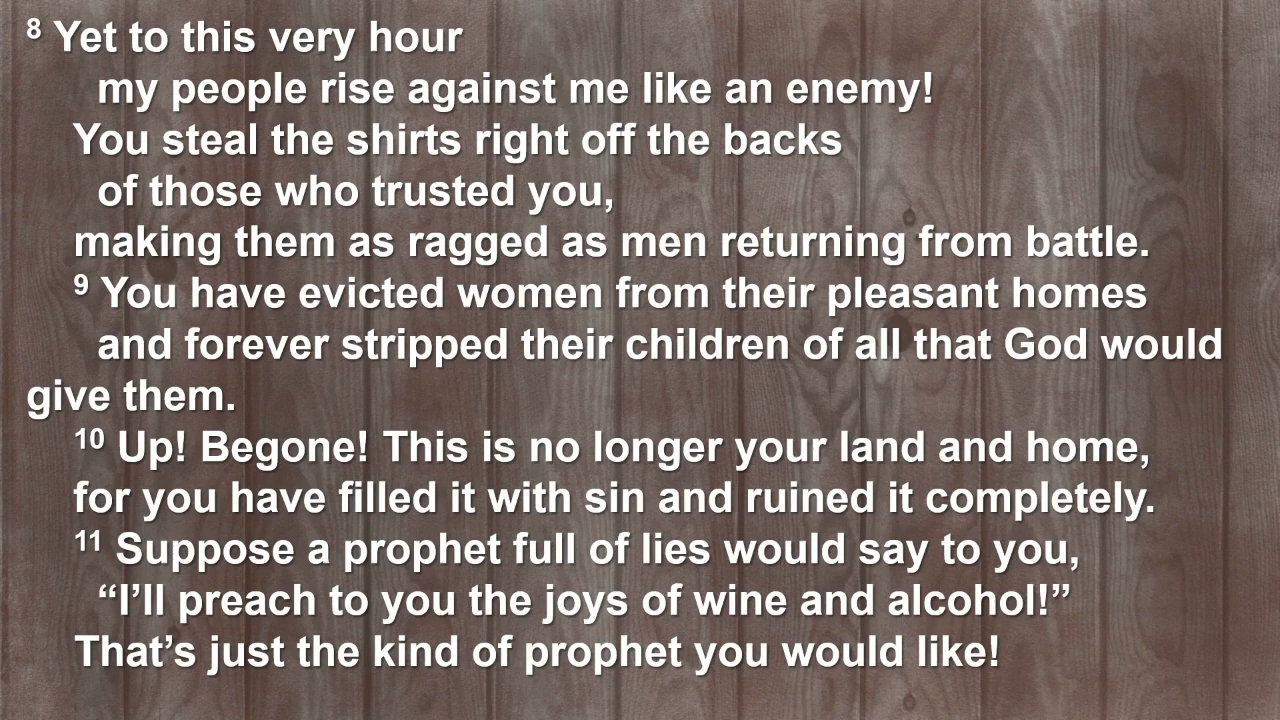 8 Yet to this very hour
my people rise against me like an enemy!
You steal the shirts right off the backs
of those who trusted you,
making them as ragged as men returning from battle.
9 You have evicted women from their pleasant homes
and forever stripped their children of all that God would
give them.
10 Up! Begone! This is no longer your land and home,
for you have filled it with sin and ruined it completely.
11 Suppose a prophet full of lies would say to you,
“I’ll preach to you the joys of wine and alcohol!”
That’s just the kind of prophet you would like!